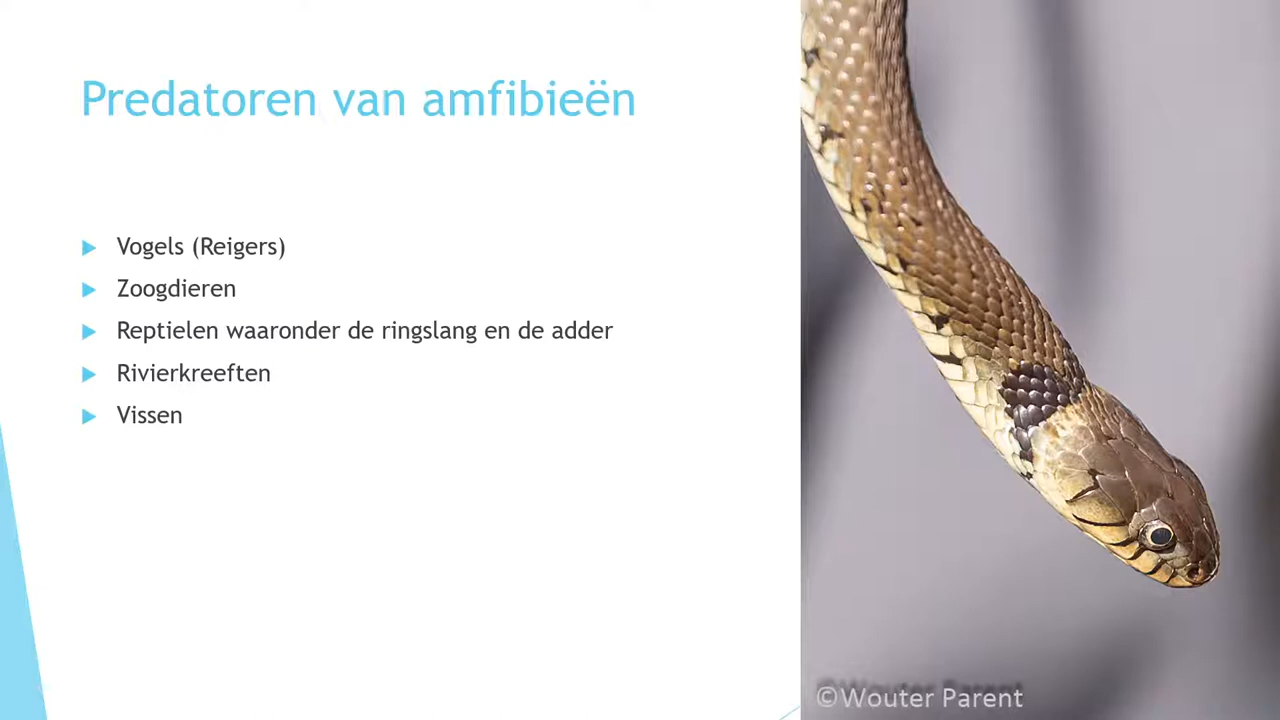 Predatoren van amfibieën
Vogels (Reigers)
Zoogdieren
Reptielen waaronder de ringslang en de adder
Rivierkreeften
Vissen
©Wouter Parent